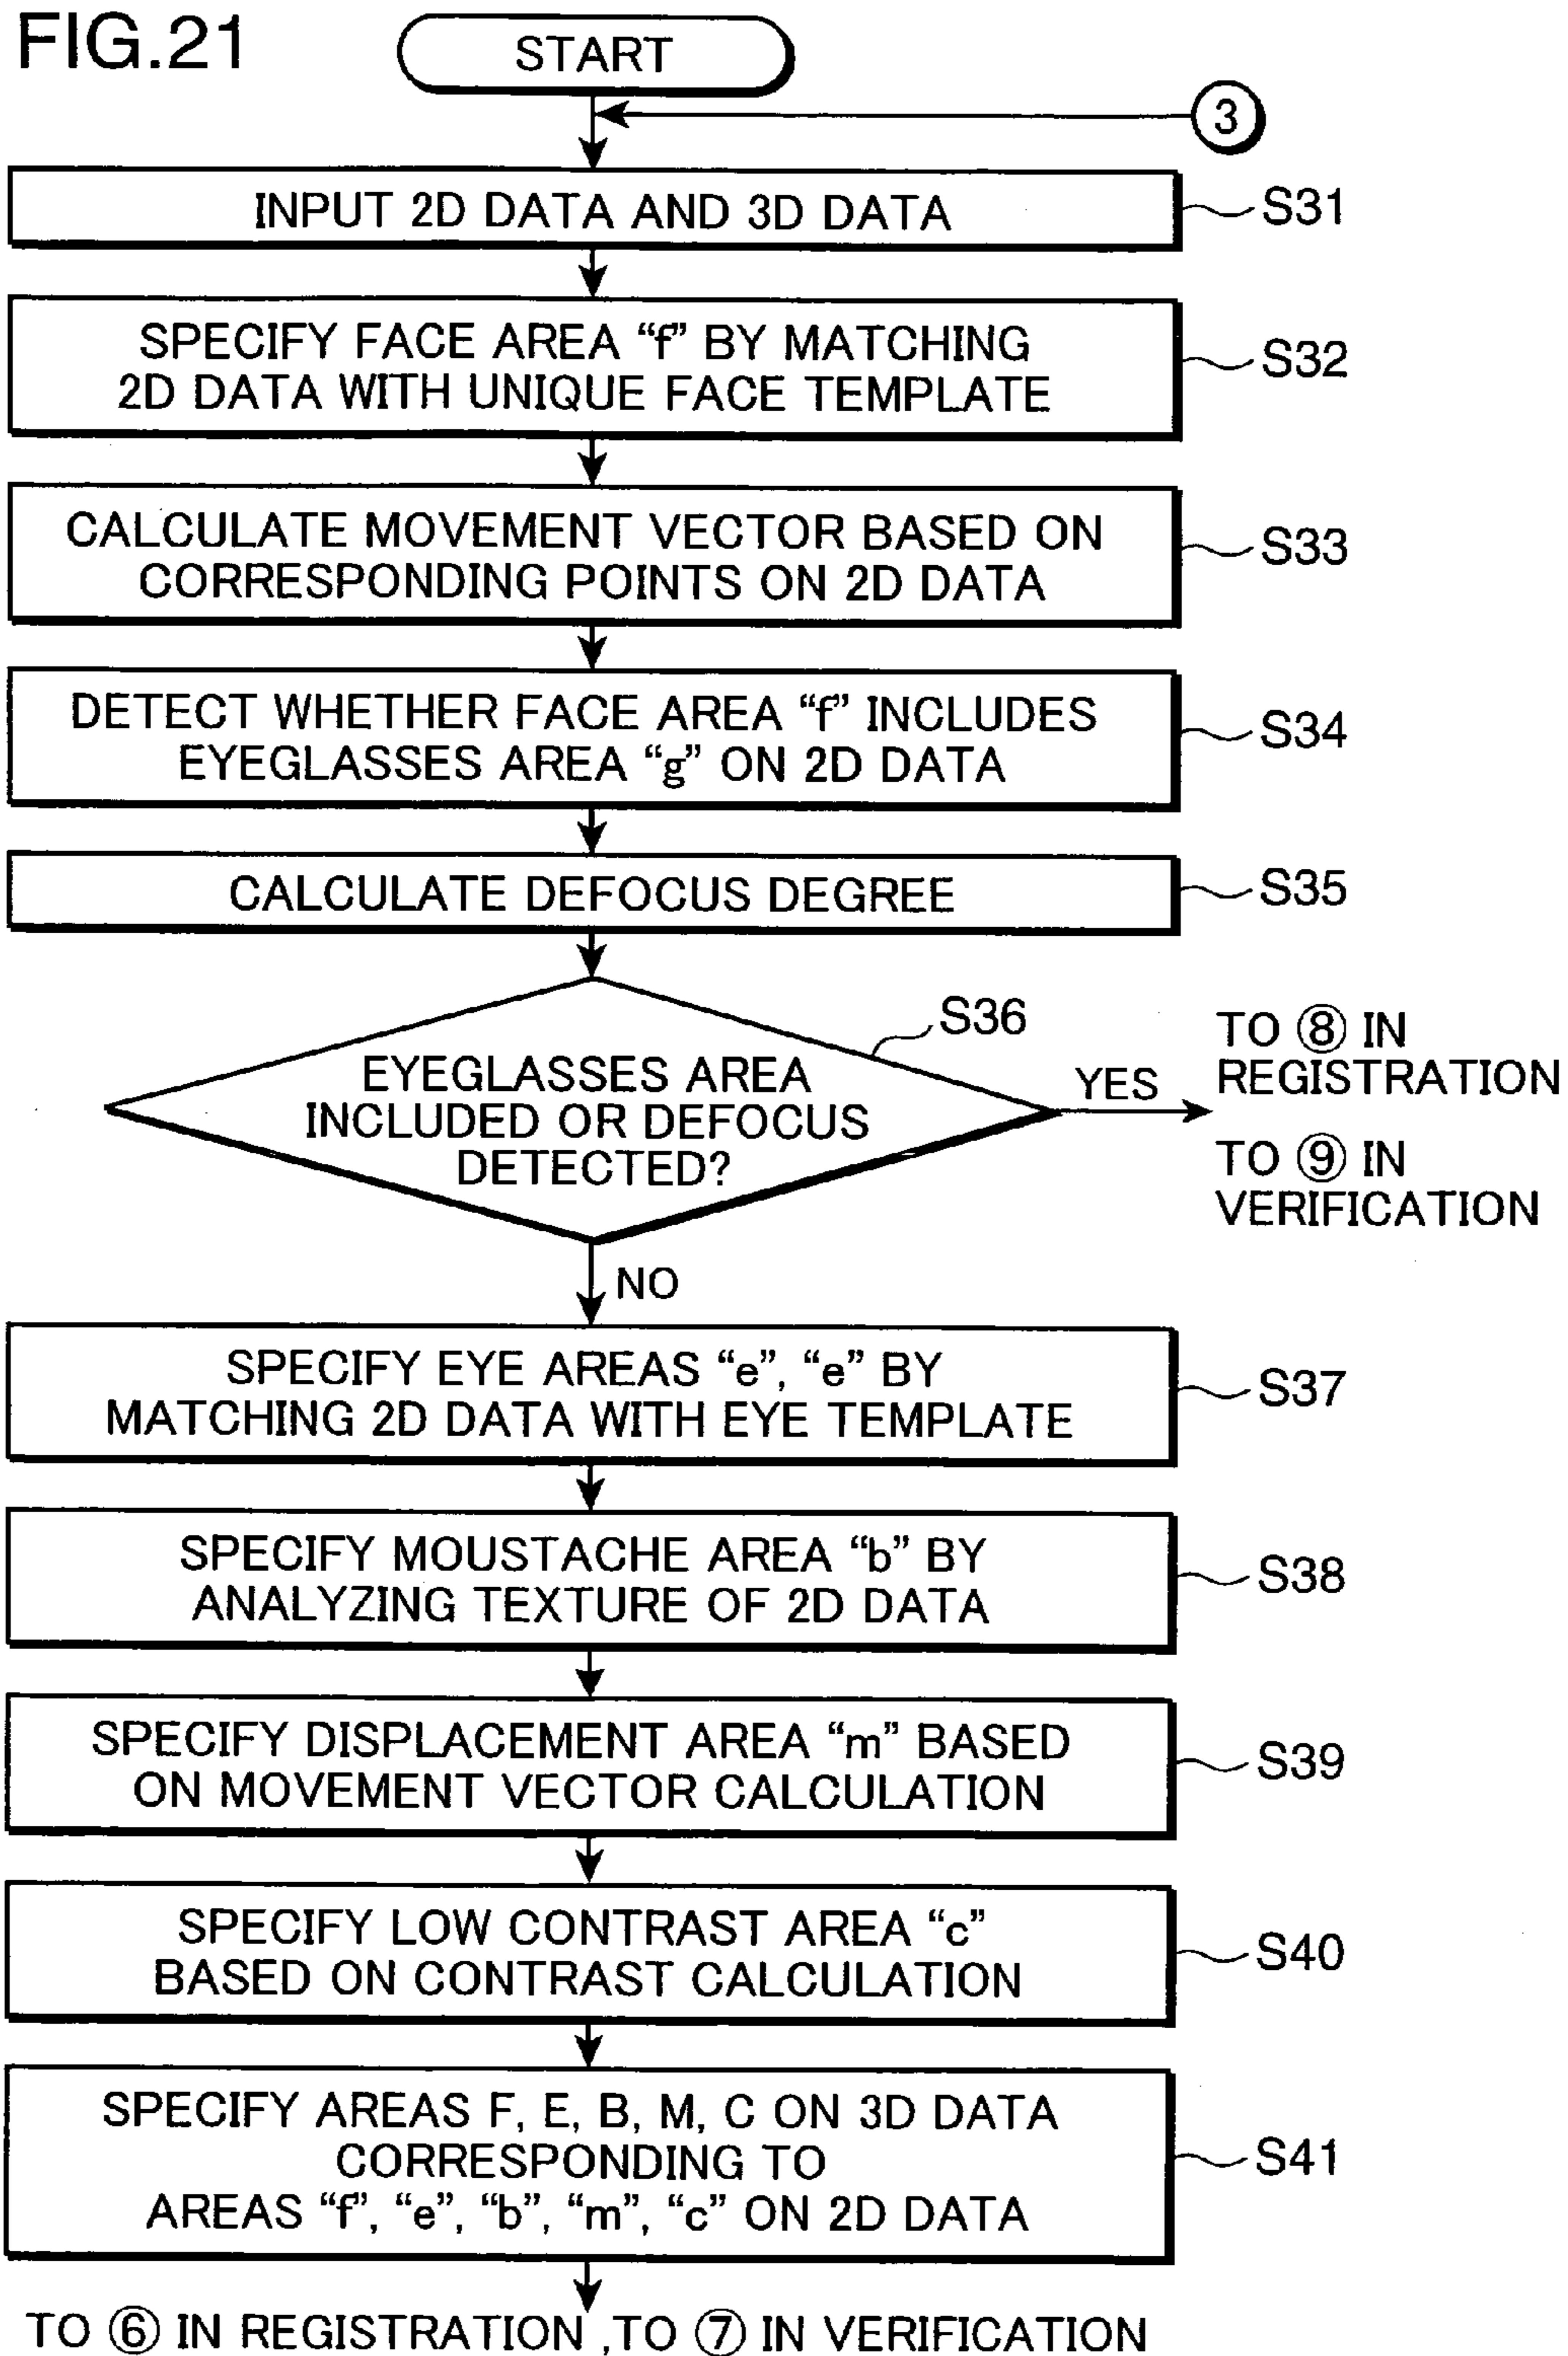 FIG.21
START
③
INPUT 2D DATA AND 3D DATA
S31
SPECIFY FACE AREA “f” BY MATCHING
2D DATA WITH UNIQUE FACE TEMPLATE
S32
CALCULATE MOVEMENT VECTOR BASED ON
CORRESPONDING POINTS ON 2D DATA
S33
DETECT WHETHER FACE AREA “f” INCLUDES
EYEGLASSES AREA “g” ON 2D DATA
S34
CALCULATE DEFOCUS DEGREE
S35
S36
EYEGLASSES AREA
INCLUDED OR DEFOCUS
DETECTED?
YES
TO ⑧ IN
REGISTRATION
TO ⑨ IN
VERIFICATION
NO
SPECIFY EYE AREAS “e”, “e” BY
MATCHING 2D DATA WITH EYE TEMPLATE
S37
SPECIFY MOUSTACHE AREA “b” BY
ANALYZING TEXTURE OF 2D DATA
S38
SPECIFY DISPLACEMENT AREA “m” BASED
ON MOVEMENT VECTOR CALCULATION
S39
SPECIFY LOW CONTRAST AREA “c”
BASED ON CONTRAST CALCULATION
S40
SPECIFY AREAS F, E, B, M, C ON 3D DATA
CORRESPONDING TO
AREAS “f”, “e”, “b”, “m”, “c” ON 2D DATA
S41
TO ⑥ IN REGISTRATION ,TO ⑦ IN VERIFICATION